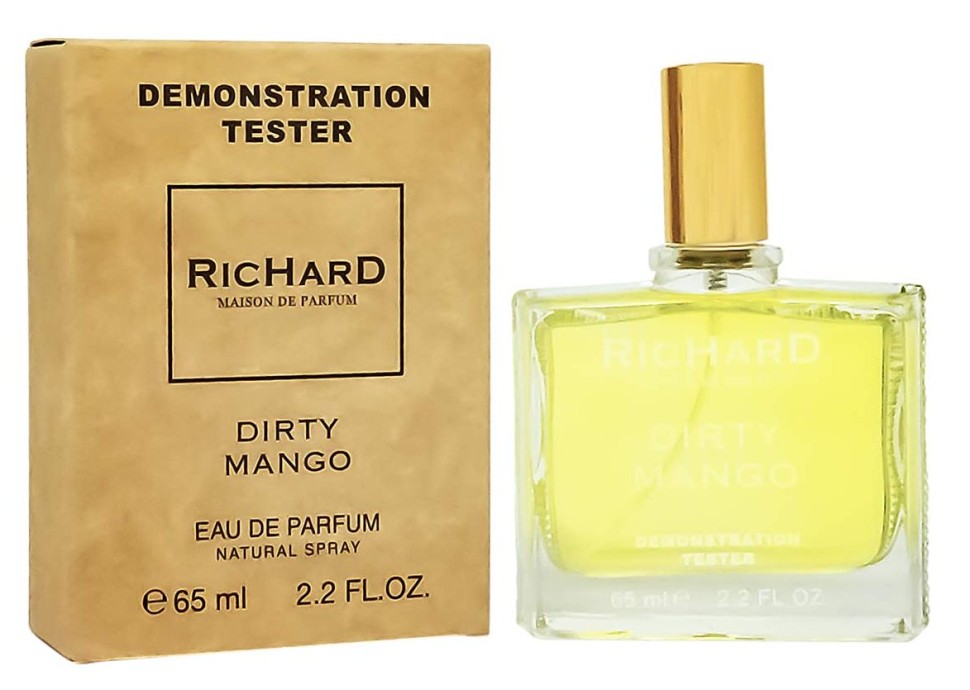 DEMONSTRATION
TESTER
RICHARD
MAISON DE PARFUM
DIRTY
MANGO
EAU DE PARFUM
NATURAL SPRAY
℮ 65 ml 2.2 FL.OZ.
RICHARD
DIRTY
MANGO
DEMONSTRATION
TESTER
65 ml ℮ 2.2 FL OZ